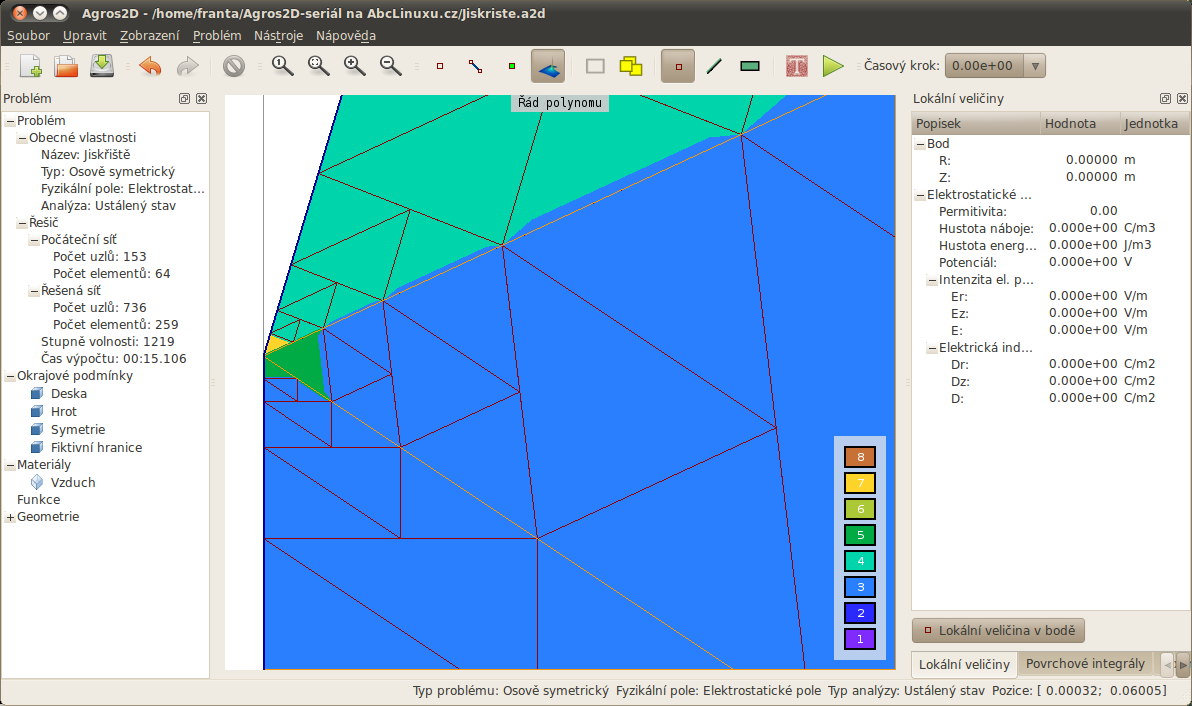 Agros2D - /home/franta/Agros2D-seriál na AbcLinuxu.cz/Jiskriste.a2d
Soubor Upravit Zobrazení Problém Nástroje Nápověda
Časový krok: 0.00e+00
Problém
Problém
Obecné vlastnosti
Název: Jiskřiště
Typ: Osově symetrický
Fyzikální pole: Elektrostat...
Analýza: Ustálený stav
Řešič
Počáteční síť
Počet uzlů: 153
Počet elementů: 64
Řešená síť
Počet uzlů: 736
Počet elementů: 259
Stupně volnosti: 1219
Čas výpočtu: 00:15.106
Okrajové podmínky
Deska
Hrot
Symetrie
Fiktivní hranice
Materiály
Vzduch
Funkce
Geometrie
Řád polynomu
8
7
6
5
4
3
2
1
Lokální veličiny
Popisek Hodnota Jednotka
Bod
R: 0.00000 m
Z: 0.00000 m
Elektrostatické ...
Permitivita: 0.00
Hustota náboje: 0.000e+00 C/m3
Hustota energ... 0.000e+00 J/m3
Potenciál: 0.000e+00 V
Intenzita el. p...
Er: 0.000e+00 V/m
Ez: 0.000e+00 V/m
E: 0.000e+00 V/m
Elektrická ind...
Dr: 0.000e+00 C/m2
Dz: 0.000e+00 C/m2
D: 0.000e+00 C/m2
Lokální veličina v bodě
Lokální veličiny Povrchové integrály
Typ problému: Osově symetrický Fyzikální pole: Elektrostatické pole Typ analýzy: Ustálený stav Pozice: [ 0.00032; 0.06005]